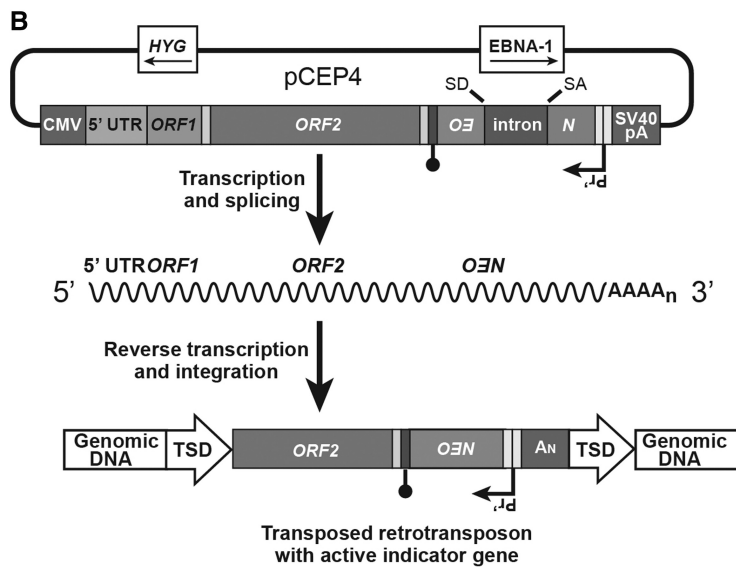 B
HYG
EBNA-1
pCEP4
SD
SA
CMV
5' UTR
ORF1
ORF2
OƎ
intron
N
SV40
pA
Pr'
Transcription
and splicing
5' UTR ORF1 ORF2 OƎN
5' AAAAn 3'
Reverse transcription
and integration
Genomic
DNA
TSD
ORF2
OƎN
AN
TSD
Genomic
DNA
Pr'
Transposed retrotransposon
with active indicator gene